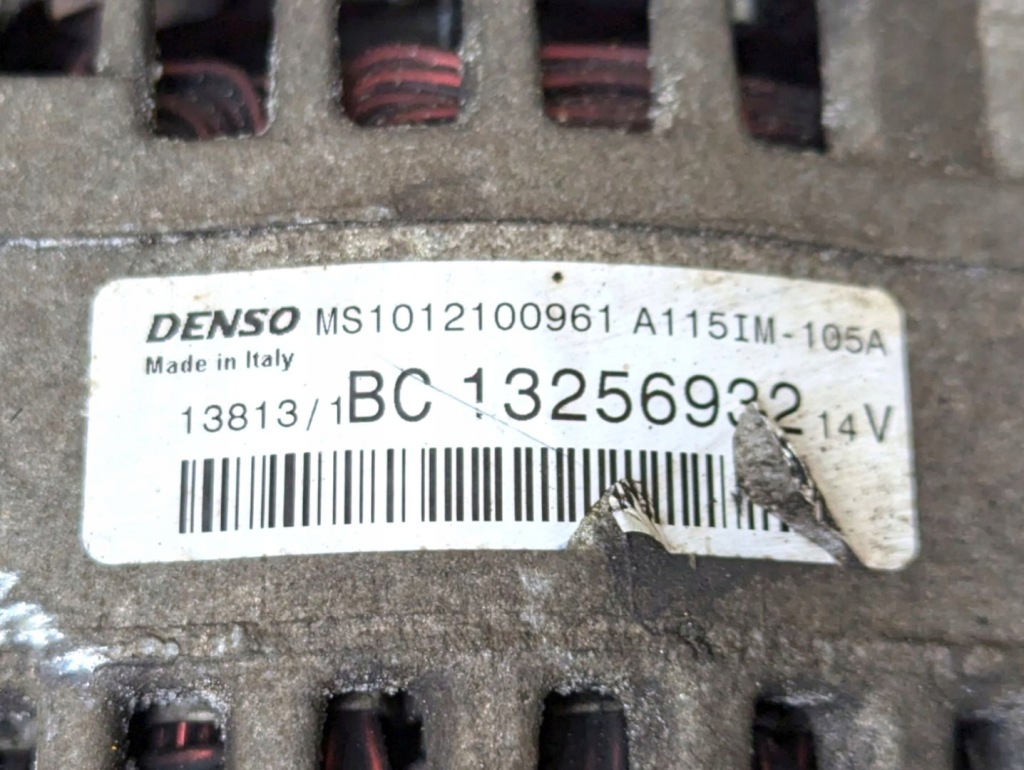 DENSO MS1012100961 A115IM-105A
Made in Italy
13813/1BC 13256932 14V